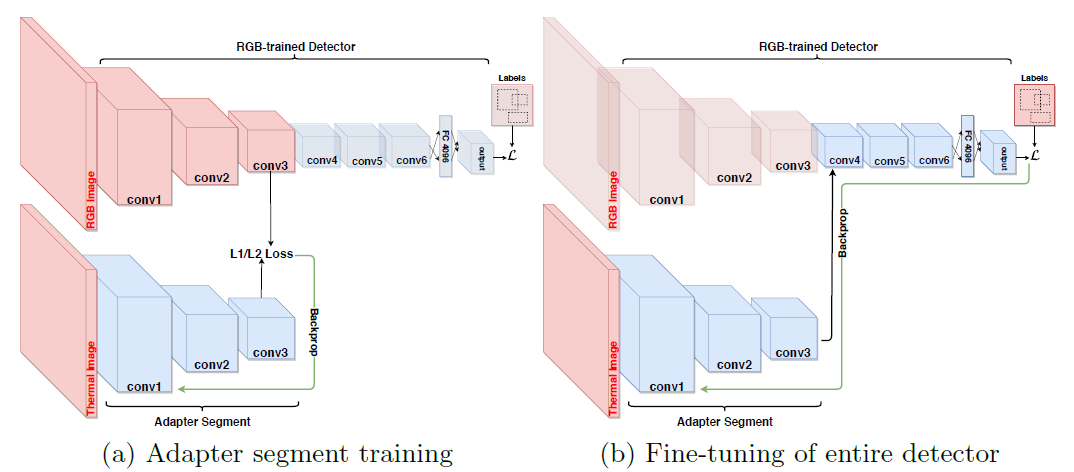 RGB-trained Detector
Labels
conv1
conv2
conv3
conv4
conv5
conv6
FC 4096
output
ℒ
RGB Image
L1/L2 Loss
Backprop
Thermal Image
conv1
conv2
conv3
Adapter Segment
(a) Adapter segment training
RGB-trained Detector
Labels
conv1
conv2
conv3
conv4
conv5
conv6
FC 4096
output
ℒ
RGB Image
Backprop
Thermal Image
conv1
conv2
conv3
Adapter Segment
(b) Fine-tuning of entire detector